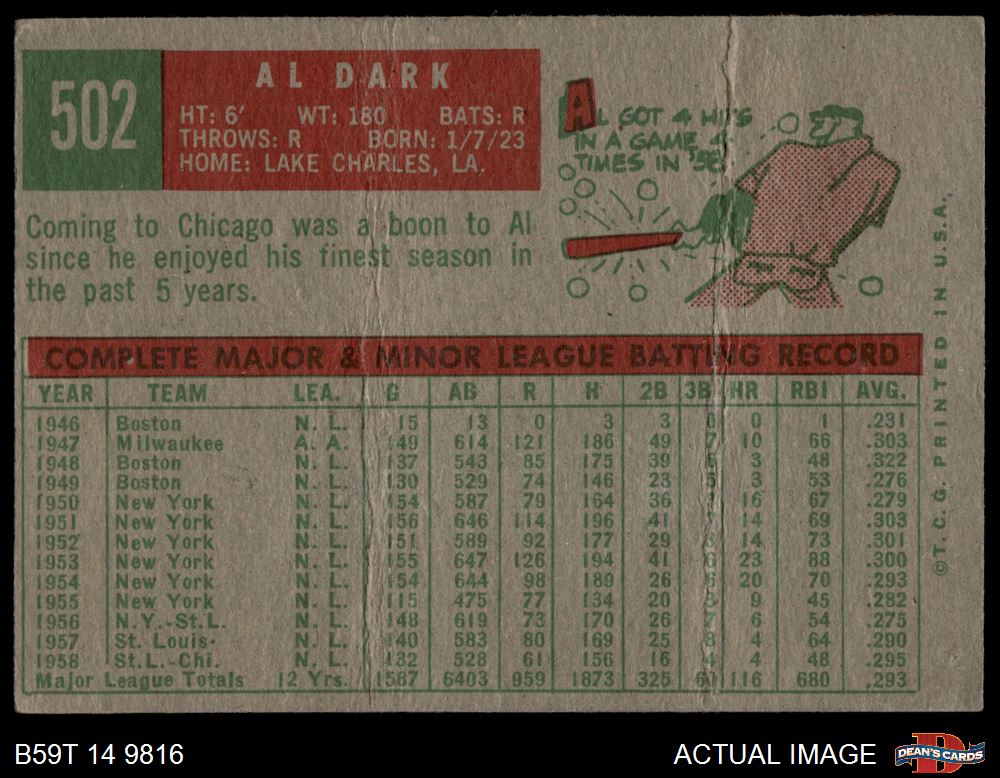 502
AL DARK
HT: 6' WT: 180 BATS: R
THROWS: R BORN: 1/7/23
HOME: LAKE CHARLES, LA.
Coming to Chicago was a boon to Al
since he enjoyed his finest season in
the past 5 years.
AL GOT 4 HITS
IN A GAME 4
TIMES IN '58
COMPLETE MAJOR & MINOR LEAGUE BATTING RECORD
YEAR TEAM LEA. G AB R H 2B 3B HR RBI AVG.
1946 Boston N. L. 15 13 0 3 3 0 0 1 .231
1947 Milwaukee A. A. 149 614 121 186 49 7 10 66 .303
1948 Boston N. L. 137 543 85 175 39 3 48 .322
1949 Boston N. L. 130 529 74 146 23 5 3 53 .276
1950 New York N. L. 154 587 79 164 36 16 67 .279
1951 New York N. L. 156 646 114 196 41 14 69 .303
1952 New York N. L. 151 589 92 177 29 14 73 .301
1953 New York N. L. 155 647 126 194 41 6 23 88 .300
1954 New York N. L. 154 644 98 189 26 6 20 70 .293
1955 New York N. L. 115 475 77 134 20 9 45 .282
1956 N.Y.-St.L. N. L. 148 619 73 170 26 7 6 54 .275
1957 St. Louis N. L. 140 583 80 169 25 8 4 64 .290
1958 St.L.-Chi. N. L. 132 528 61 156 16 4 4 48 .295
Major League Totals 12 Yrs. 1587 6403 959 1873 325 61 116 680 .293
©T.C.G. PRINTED IN U.S.A.
B59T 14 9816
ACTUAL IMAGE
DEAN'S CARDS